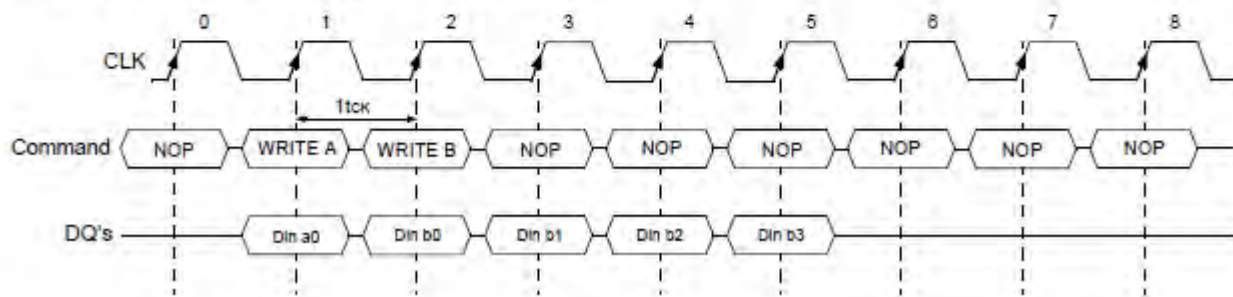 0 1 2 3 4 5 6 7 8
CLK
1tCK
Command NOP WRITE A WRITE B NOP NOP NOP NOP NOP NOP
DQ's Din a0 Din b0 Din b1 Din b2 Din b3